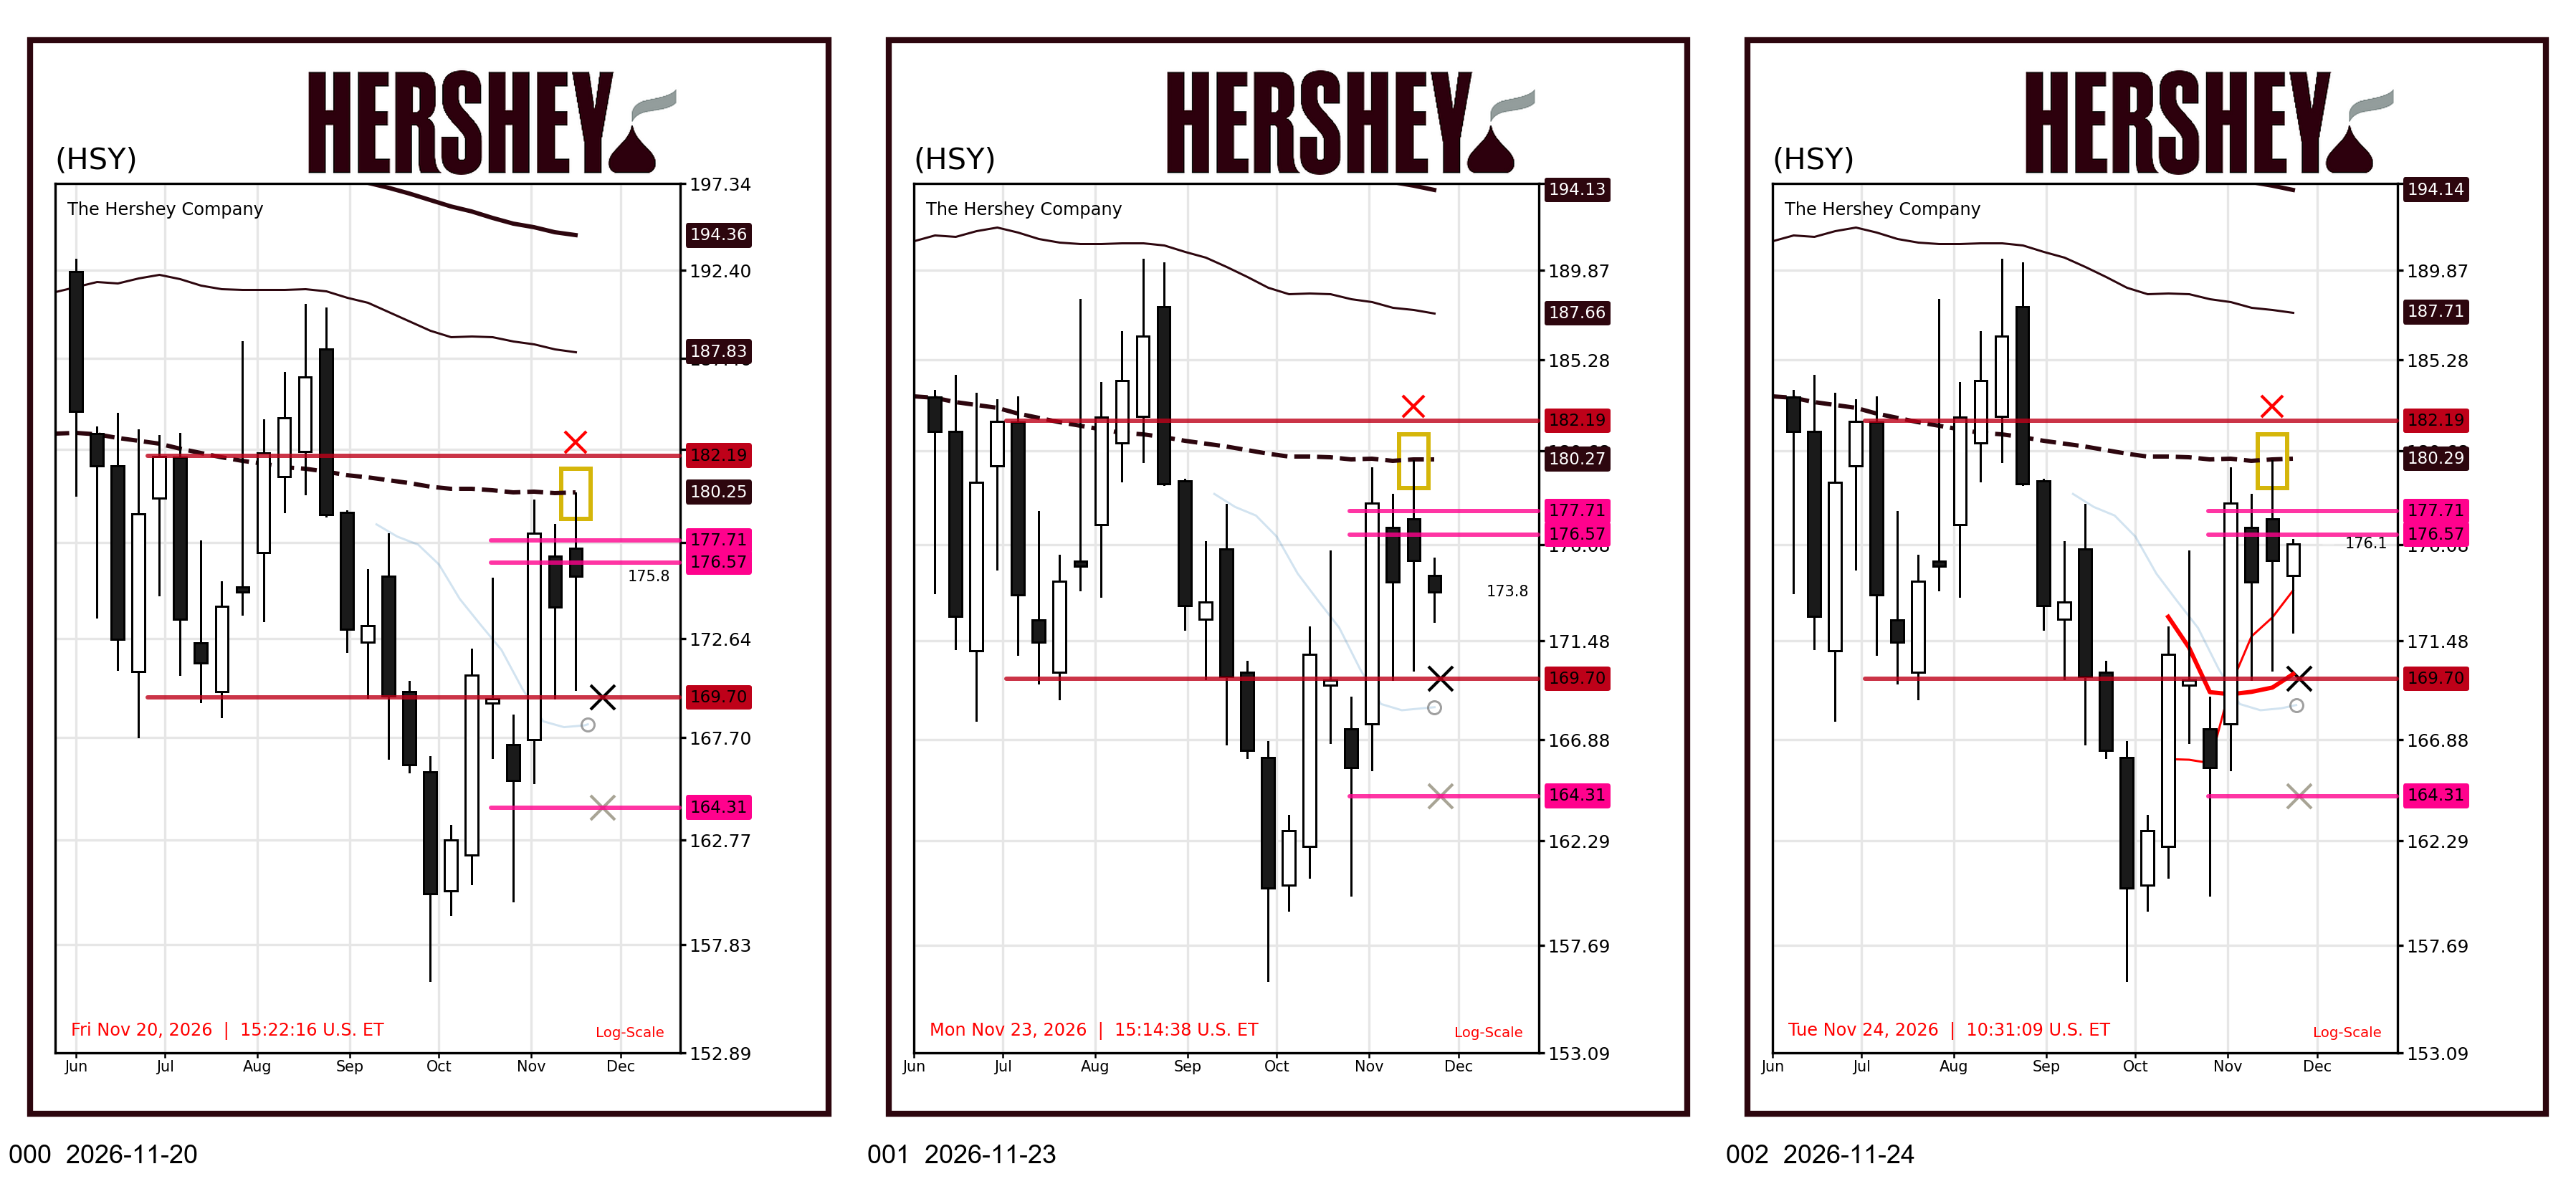 HERSHEY
(HSY)
The Hershey Company
197.34
194.36
192.40
187.83
182.19
180.25
177.71
176.57
175.8
172.64
169.70
167.70
164.31
162.77
157.83
152.89
Fri Nov 20, 2026 | 15:22:16 U.S. ET
Log-Scale
Jun Jul Aug Sep Oct Nov Dec
000 2026-11-20
HERSHEY
(HSY)
The Hershey Company
194.13
189.87
187.66
185.28
182.19
180.27
177.71
176.57
173.8
171.48
169.70
166.88
164.31
162.29
157.69
153.09
Mon Nov 23, 2026 | 15:14:38 U.S. ET
Log-Scale
Jun Jul Aug Sep Oct Nov Dec
001 2026-11-23
HERSHEY
(HSY)
The Hershey Company
194.14
189.87
187.71
185.28
182.19
180.29
177.71
176.57
176.1
171.48
169.70
166.88
164.31
162.29
157.69
153.09
Tue Nov 24, 2026 | 10:31:09 U.S. ET
Log-Scale
Jun Jul Aug Sep Oct Nov Dec
002 2026-11-24